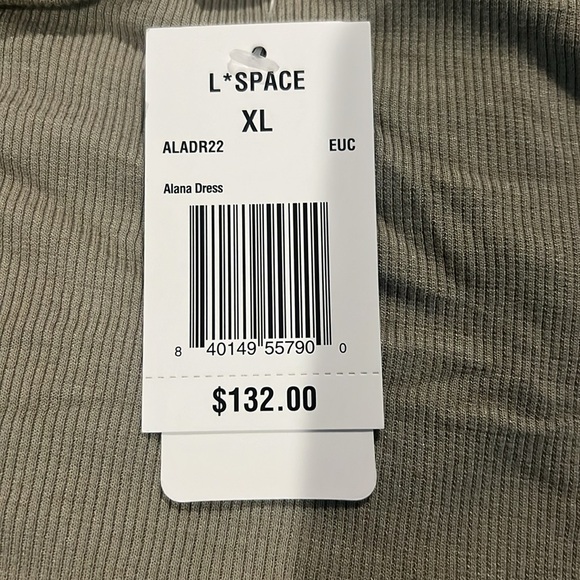 L*SPACE
XL
ALADR22 EUC
Alana Dress
8 40149 55790 0
$132.00